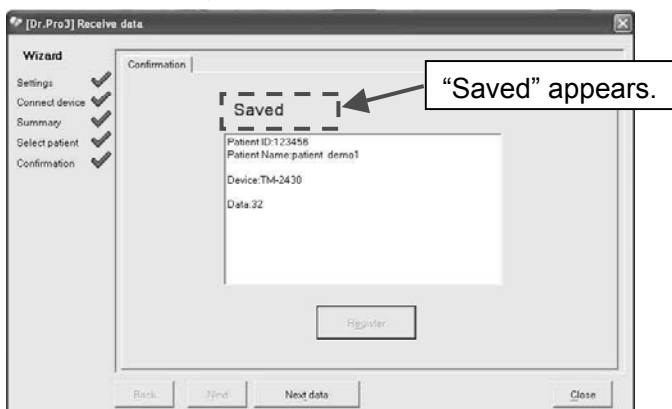 [Dr.Pro3] Receive data
Wizard
Settings
Connect device
Summary
Select patient
Confirmation
Confirmation
Saved
"Saved" appears.
Patient ID:123456
Patient Name:patient demo1
Device:TM-2430
Data:32
Register
Back
Next
Next data
Close